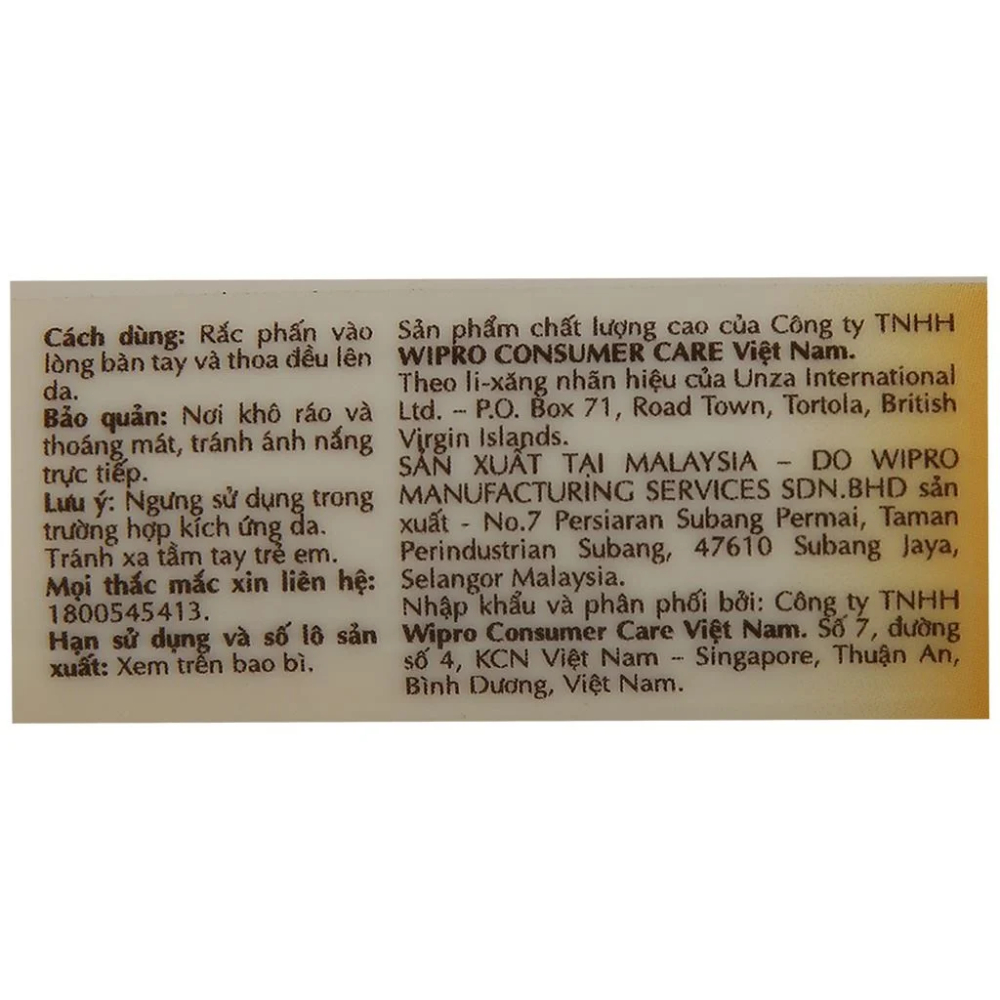 Cách dùng: Rắc phấn vào
lòng bàn tay và thoa đều lên
da.
Bảo quản: Nơi khô ráo và
thoáng mát, tránh ánh nắng
trực tiếp.
Lưu ý: Ngưng sử dụng trong
trường hợp kích ứng da.
Tránh xa tầm tay trẻ em.
Mọi thắc mắc xin liên hệ:
1800545413.
Hạn sử dụng và số lô sản
xuất: Xem trên bao bì.
Sản phẩm chất lượng cao của Công ty TNHH
WIPRO CONSUMER CARE Việt Nam.
Theo li-xăng nhãn hiệu của Unza International
Ltd. – P.O. Box 71, Road Town, Tortola, British
Virgin Islands.
SẢN XUẤT TẠI MALAYSIA – DO WIPRO
MANUFACTURING SERVICES SDN.BHD sản
xuất - No.7 Persiaran Subang Permai, Taman
Perindustrian Subang, 47610 Subang Jaya,
Selangor Malaysia.
Nhập khẩu và phân phối bởi: Công ty TNHH
Wipro Consumer Care Việt Nam. Số 7, đường
số 4, KCN Việt Nam – Singapore, Thuận An,
Bình Dương, Việt Nam.